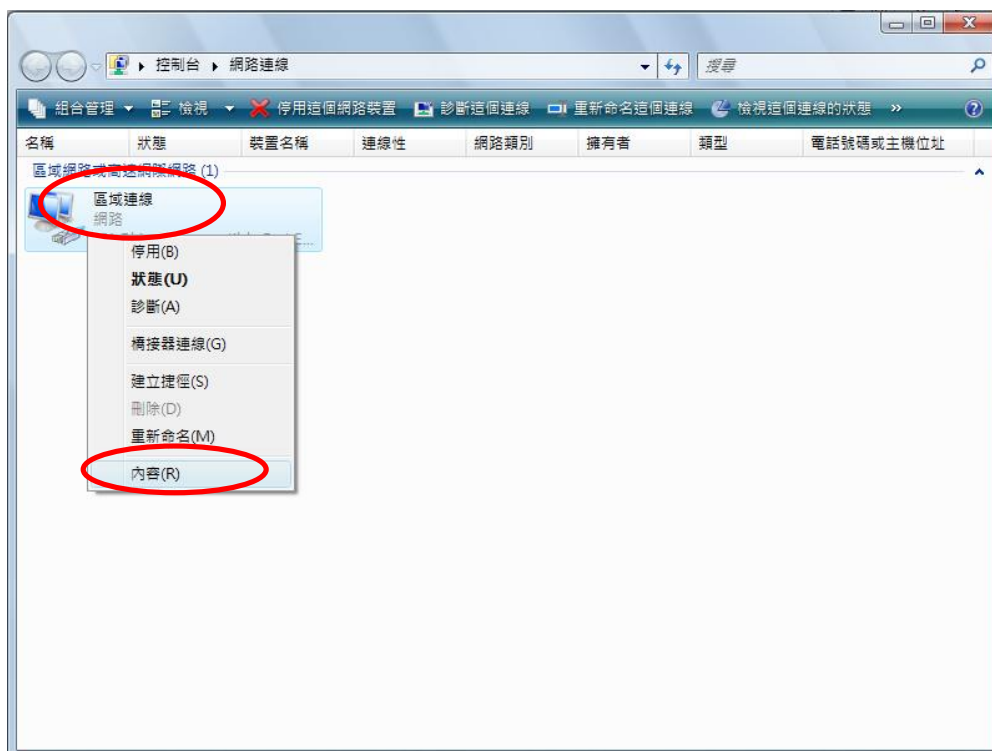 控制台 網路連線 搜尋
組合管理 檢視 停用這個網路裝置 診斷這個連線 重新命名這個連線 檢視這個連線的狀態 »
名稱 狀態 裝置名稱 連線性 網路類別 擁有者 類型 電話號碼或主機位址
區域網路或高速網際網路 (1)
區域連線
網路
停用(B)
狀態(U)
診斷(A)
橋接器連線(G)
建立捷徑(S)
刪除(D)
重新命名(M)
內容(R)